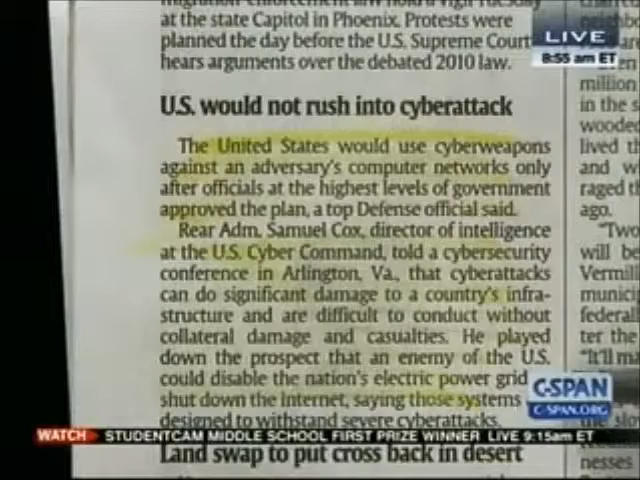 at the state Capitol in Phoenix. Protests were
planned the day before the U.S. Supreme Court
hears arguments over the debated 2010 law.
U.S. would not rush into cyberattack
The United States would use cyberweapons
against an adversary's computer networks only
after officials at the highest levels of government
approved the plan, a top Defense official said.
Rear Adm. Samuel Cox, director of intelligence
at the U.S. Cyber Command, told a cybersecurity
conference in Arlington, Va., that cyberattacks
can do significant damage to a country's infra-
structure and are difficult to conduct without
collateral damage and casualties. He played
down the prospect that an enemy of the U.S.
could disable the nation's electric power grid
shut down the Internet, saying those systems
designed to withstand severe cyberattacks.
Land swap to put cross back in desert
million
in the s
wooded
lived th
and w
raged t
ago.
"Two
will be
Vermil
munici
federal
ter the
"It'll ma
nesses
LIVE
8:55 am ET
C-SPAN
C-SPAN.ORG
WATCH STUDENTCAM MIDDLE SCHOOL FIRST PRIZE WINNER LIVE 9:15am ET